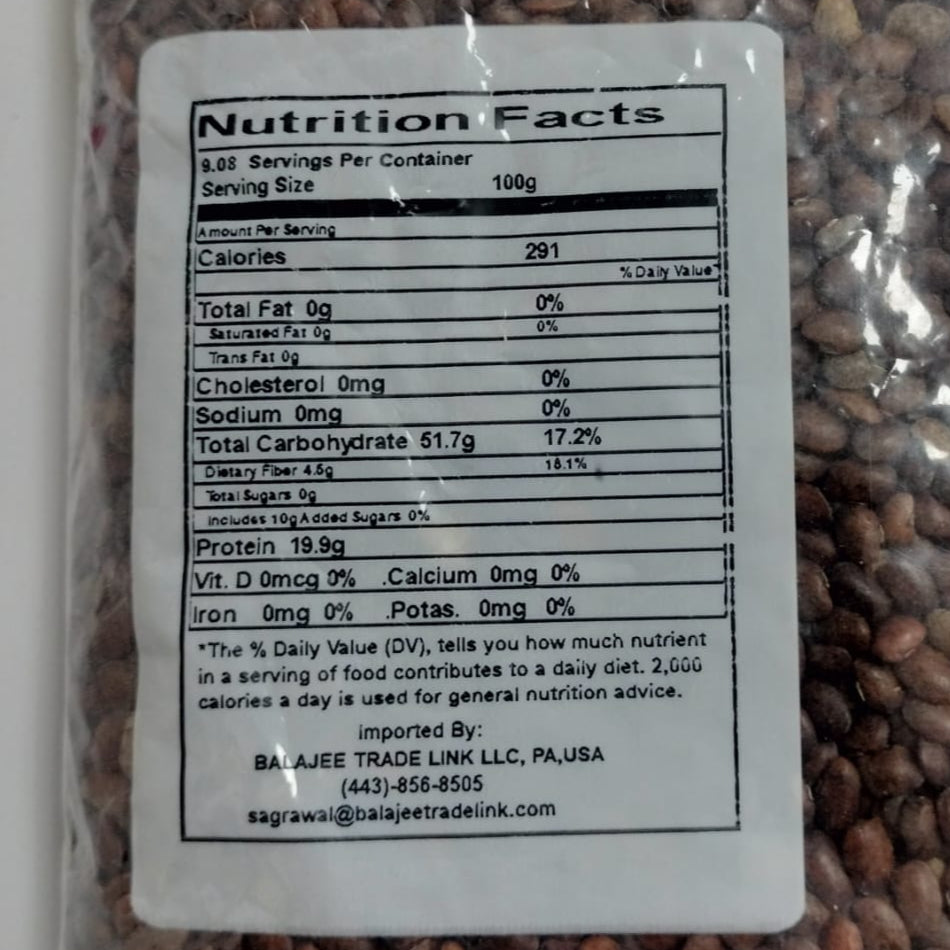 Nutrition Facts
9.08 Servings Per Container
Serving Size 100g
Amount Per Serving
Calories 291
% Daily Value*
Total Fat 0g 0%
Saturated Fat 0g 0%
Trans Fat 0g
Cholesterol 0mg 0%
Sodium 0mg 0%
Total Carbohydrate 51.7g 17.2%
Dietary Fiber 4.5g 18.1%
Total Sugars 0g
Includes 10g Added Sugars 0%
Protein 19.9g
Vit. D 0mcg 0% .Calcium 0mg 0%
Iron 0mg 0% .Potas. 0mg 0%
*The % Daily Value (DV), tells you how much nutrient
in a serving of food contributes to a daily diet. 2,000
calories a day is used for general nutrition advice.
imported By:
BALAJEE TRADE LINK LLC, PA,USA
(443)-856-8505
sagrawal@balajeetradelink.com